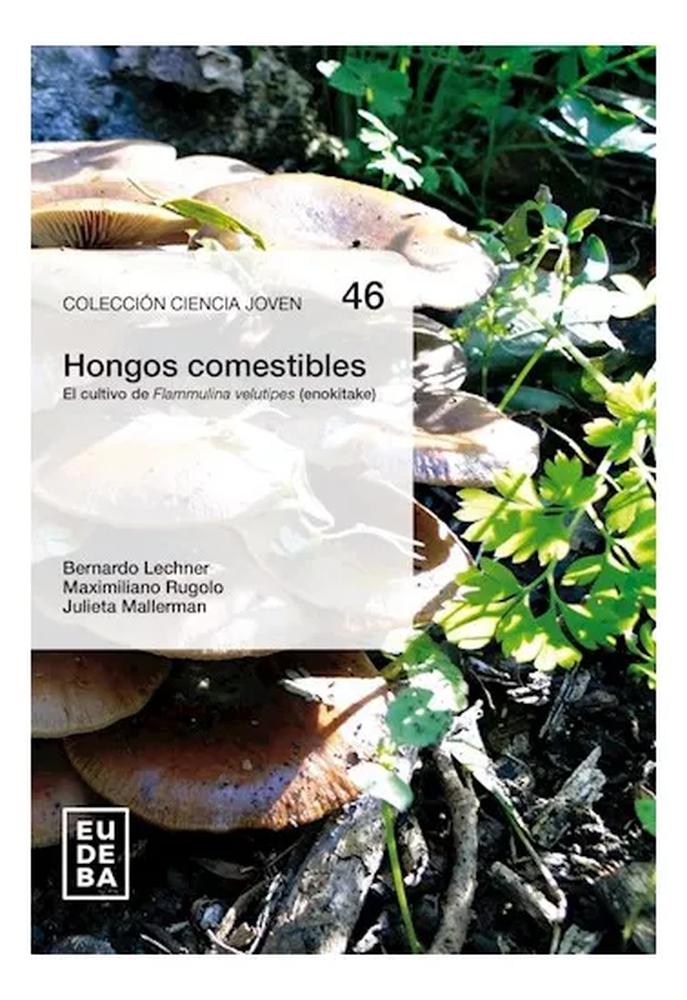 COLECCIÓN CIENCIA JOVEN 46
Hongos comestibles
El cultivo de Flammulina velutipes (enokitake)
Bernardo Lechner
Maximiliano Rugolo
Julieta Mallerman
EU
DE
BA